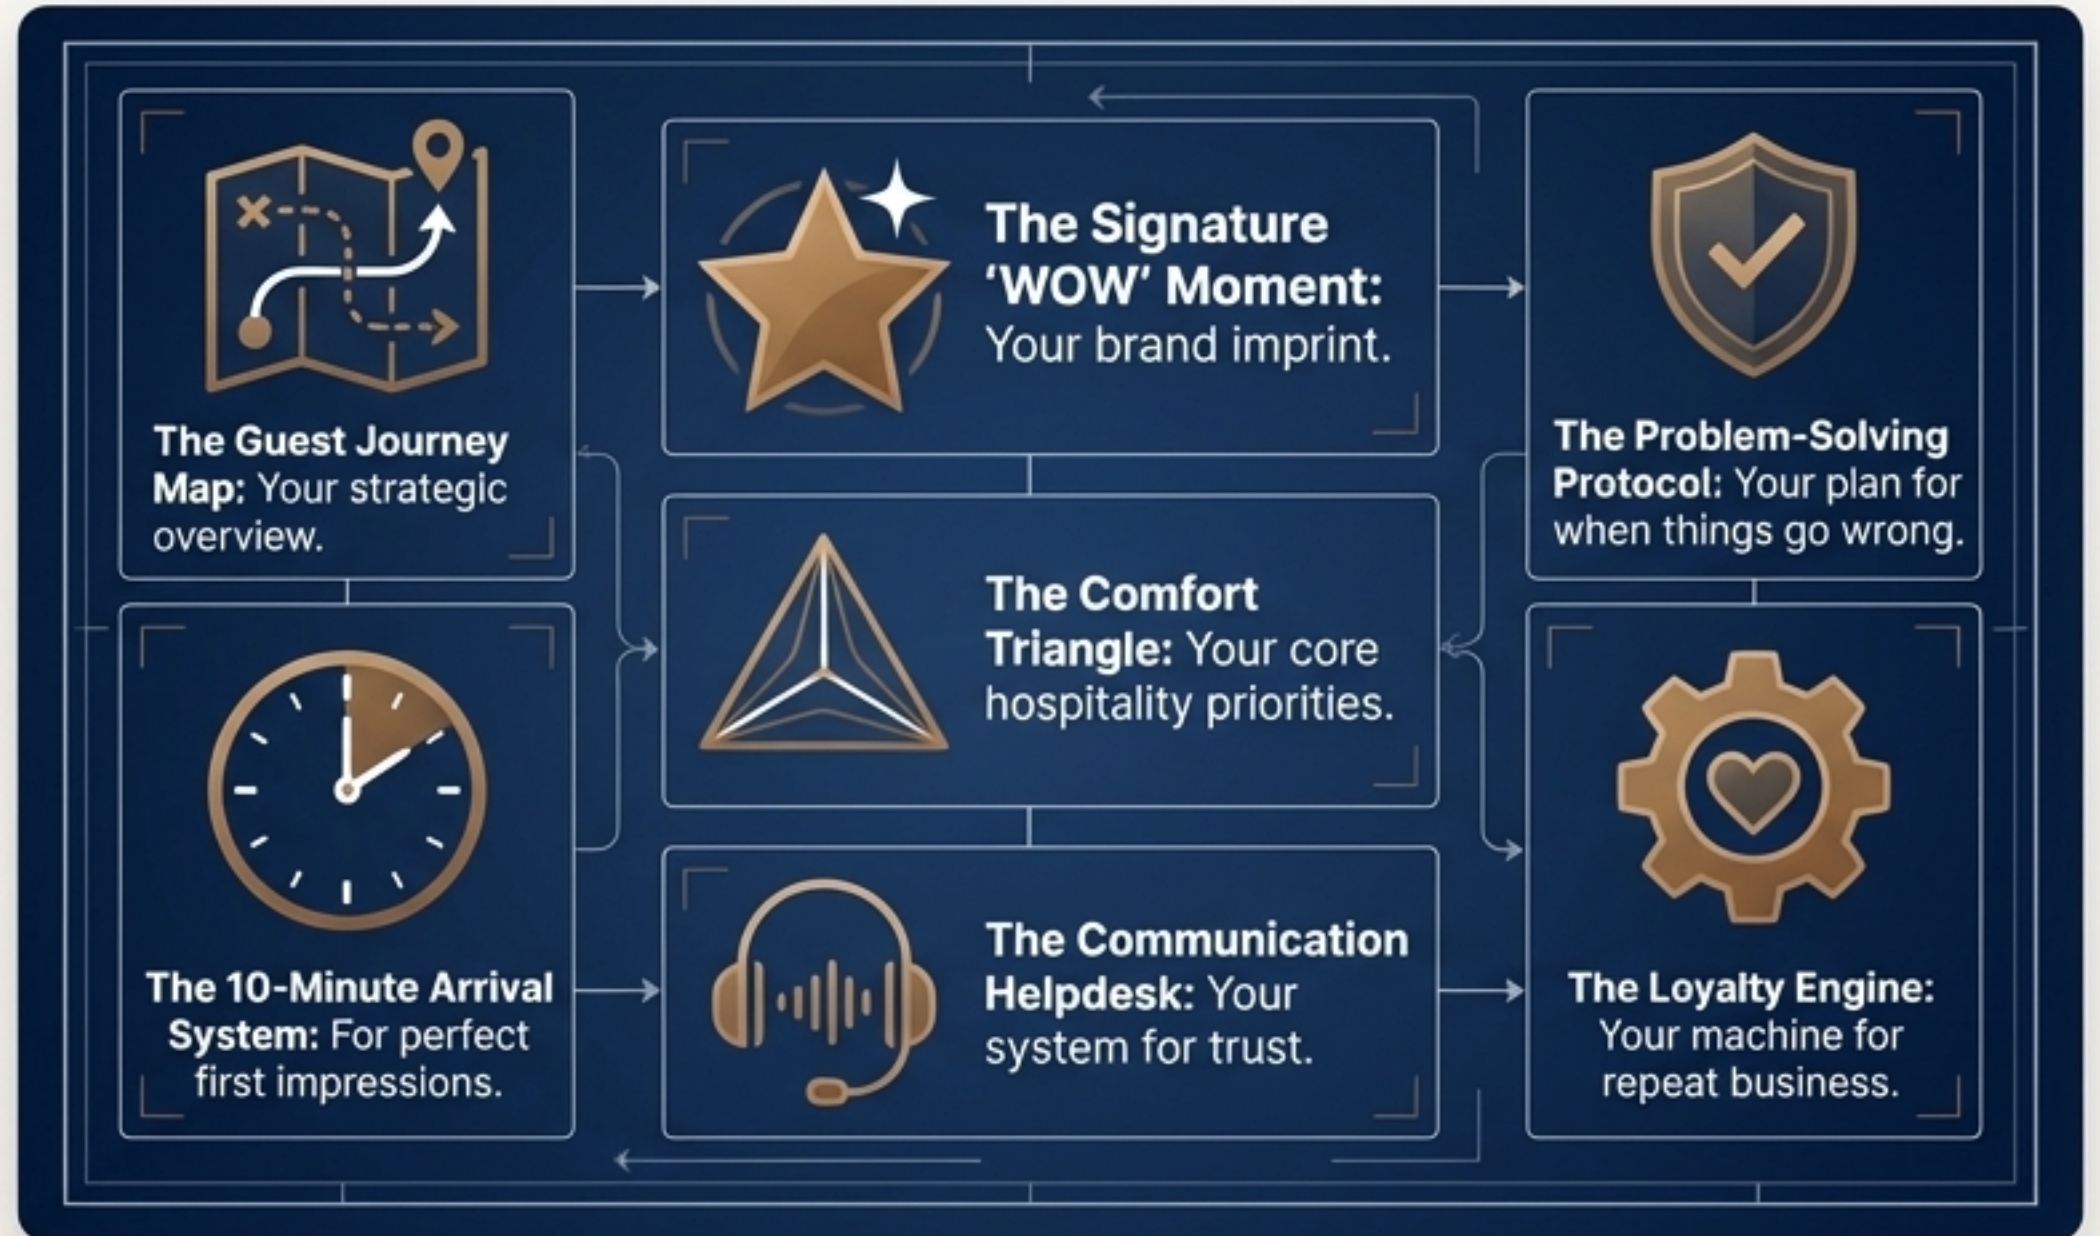 The Guest Journey
Map: Your strategic
overview.
The Signature
‘WOW’ Moment:
Your brand imprint.
The Problem-Solving
Protocol: Your plan for
when things go wrong.
The Comfort
Triangle: Your core
hospitality priorities.
The 10-Minute Arrival
System: For perfect
first impressions.
The Communication
Helpdesk: Your
system for trust.
The Loyalty Engine:
Your machine for
repeat business.